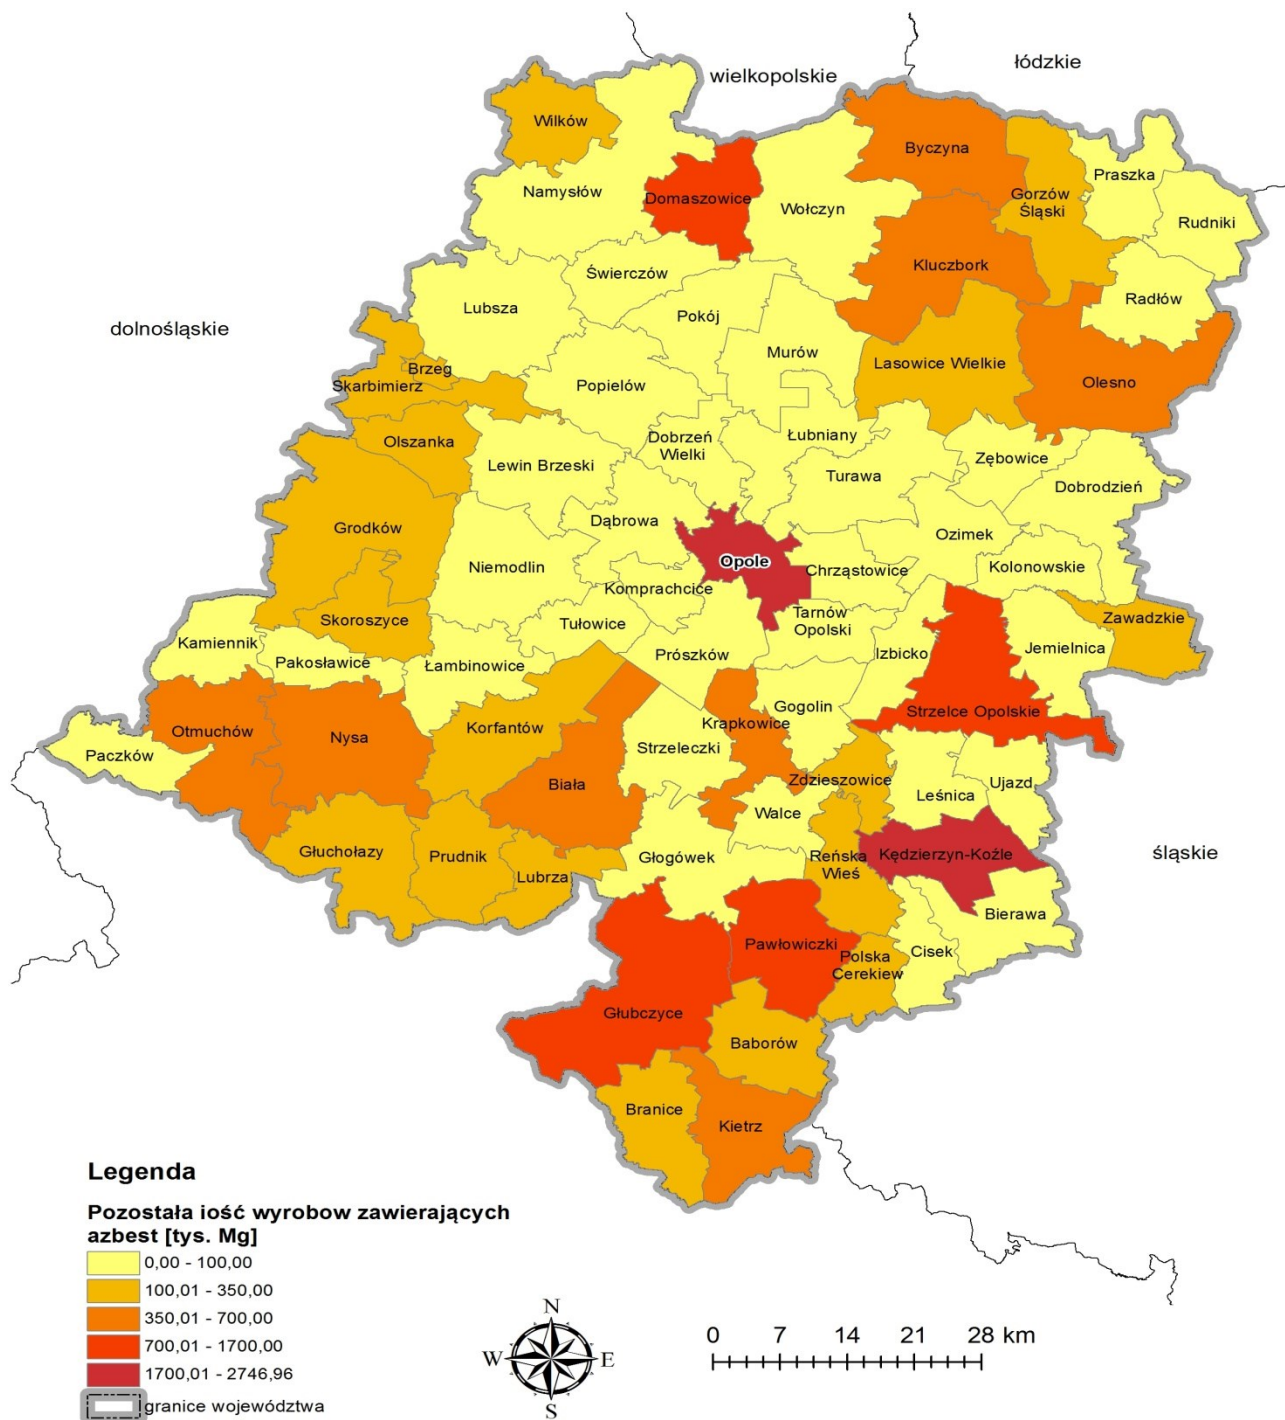 łódzkie
wielkopolskie
Wilków
Byczyna
Praszka
Namysłów
Domaszowice
Wołczyn
Gorzów
Śląski
Rudniki
Świerczów
Kluczbork
Radłów
Lubsza
Pokój
dolnośląskie
Murów
Lasowice Wielkie
Brzeg
Skarbimierz
Popielów
Olesno
Olszanka
Dobrzeń
Wielki
Łubniany
Zębowice
Lewin Brzeski
Turawa
Dobrodzień
Grodków
Dąbrowa
Ozimek
Opole
Niemodlin
Chrząstowice
Kolonowskie
Komprachcice
Skoroszyce
Tułowice
Tarnów
Opolski
Zawadzkie
Kamiennik
Pakosławice
Łambinowice
Prószków
Izbicko
Jemielnica
Otmuchów
Nysa
Korfantów
Krapkowice
Gogolin
Strzelce Opolskie
Paczków
Strzeleczki
Biała
Zdzieszowice
Leśnica
Ujazd
Walce
Głuchołazy
Prudnik
Lubrza
Głogówek
Reńska
Wieś
Kędzierzyn-Koźle
śląskie
Bierawa
Pawłowiczki
Polska
Cerekiew
Cisek
Głubczyce
Baborów
Branice
Kietrz
Legenda
Pozostała iość wyrobow zawierających
azbest [tys. Mg]
0,00 - 100,00
100,01 - 350,00
350,01 - 700,00
700,01 - 1700,00
1700,01 - 2746,96
granice województwa
N
W E
S
0 7 14 21 28 km